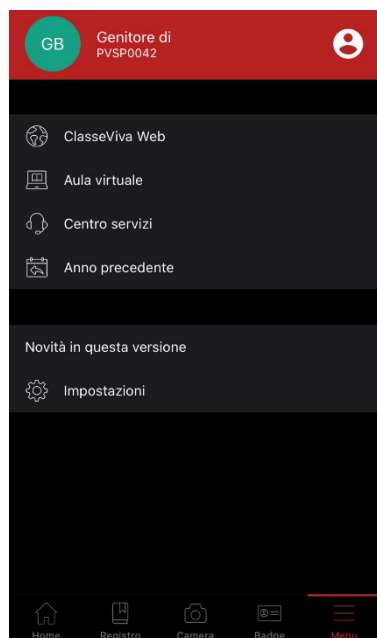 GB
Genitore di
PVSP0042
ClasseViva Web
Aula virtuale
Centro servizi
Anno precedente
Novità in questa versione
Impostazioni
Home Registro Camera Badge Menu